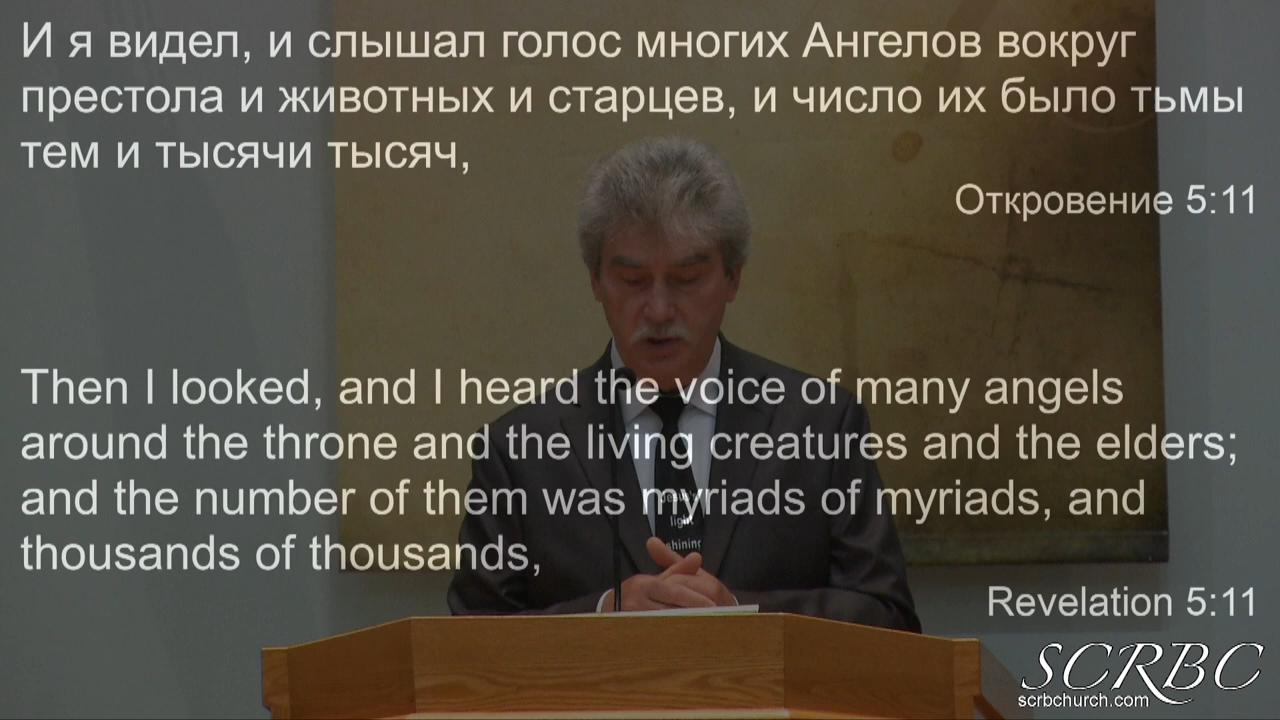 И я видел, и слышал голос многих Ангелов вокруг
престола и животных и старцев, и число их было тьмы
тем и тысячи тысяч,
Откровение 5:11
Then I looked, and I heard the voice of many angels
around the throne and the living creatures and the elders;
and the number of them was myriads of myriads, and
thousands of thousands,
Revelation 5:11
light
shining
SCRBC
scrbchurch.com